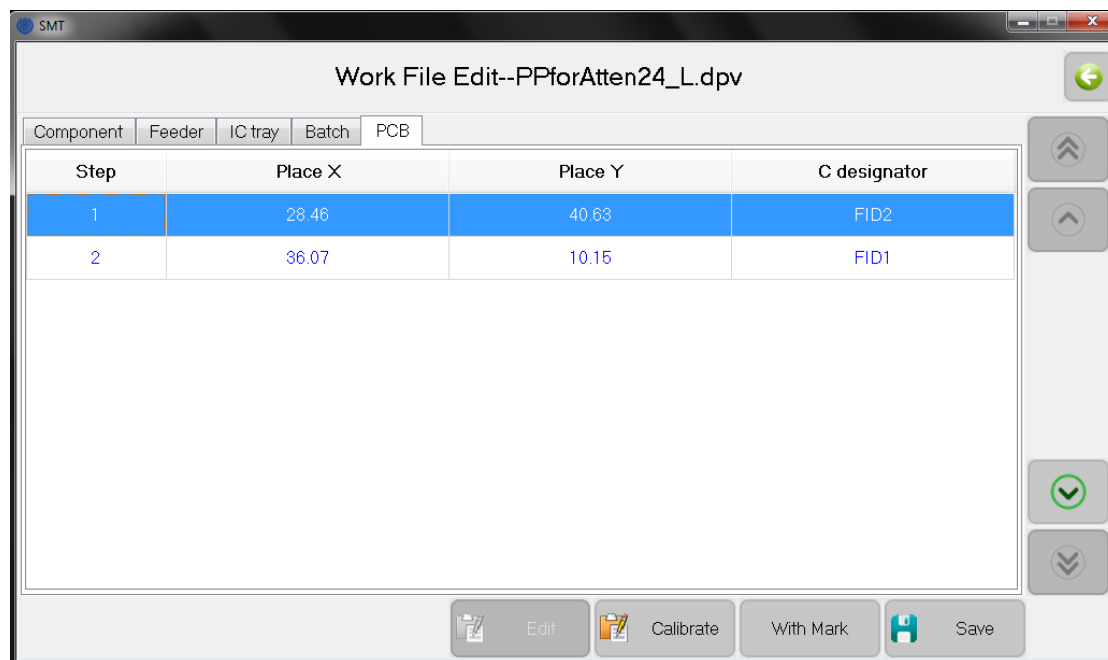 SMT
Work File Edit--PPforAtten24_L.dpv
Component Feeder IC tray Batch PCB
Step Place X Place Y C designator
1 28.46 40.63 FID2
2 36.07 10.15 FID1
Edit Calibrate With Mark Save